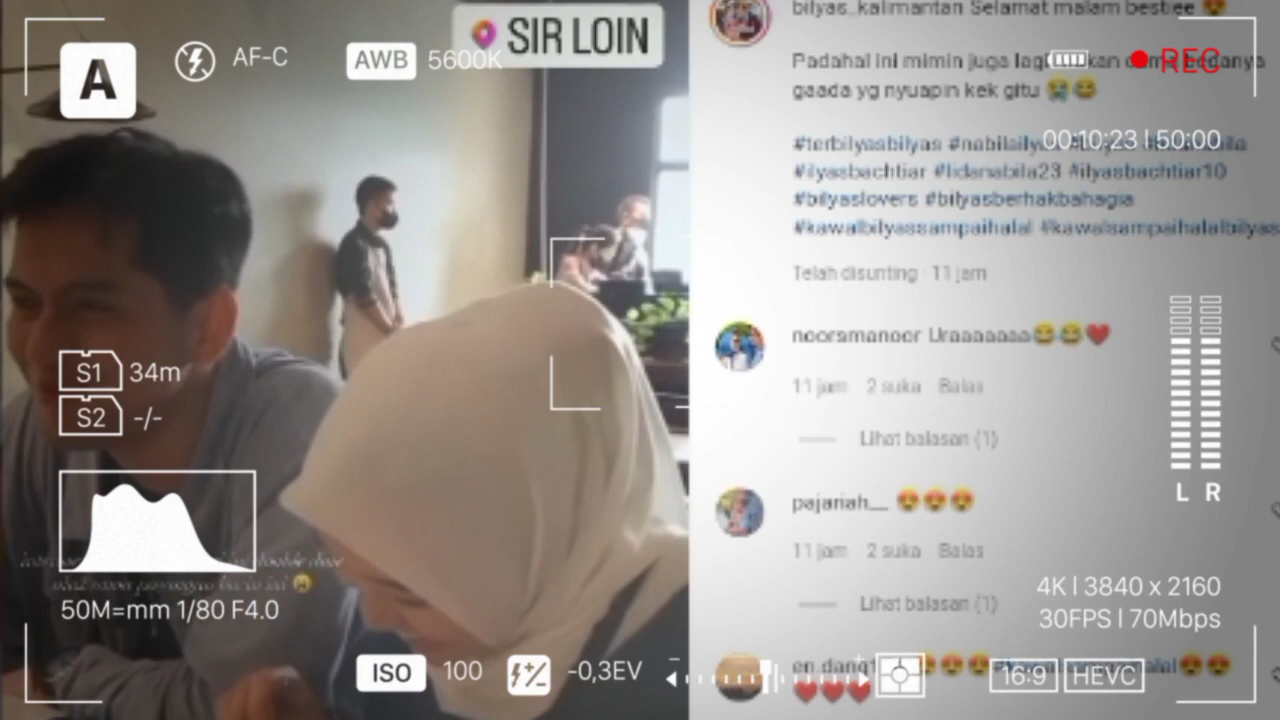 SIR LOIN
A
AF-C
AWB 5600K
S1 34m
S2 -/-
50M=mm 1/80 F4.0
ISO 100
-0,3EV
bilyas_kalimantan Selamat malam bestiee 😍
Padahal ini mimin juga
gaada yg nyuapin kek gitu 😭😂
#terbilyasbilyas
#ilyasbachtiar #lidanabila23 #ilyasbachtiar10
#bilyaslovers #bilyasberhakbahagia
#kawalbilyassampaihalal #kawalsampaihalalbilyas
Telah disunting · 11 jam
noorsmanoor Uraaaaaaa😂😂❤️
11 jam 2 suka Balas
Lihat balasan (1)
pajariah__ 😍😍😍
11 jam 2 suka Balas
Lihat balasan (1)
😍😍
❤️❤️❤️
REC
00:10:23 | 50:00
L R
4K | 3840 x 2160
30FPS | 70Mbps
16:9 HEVC